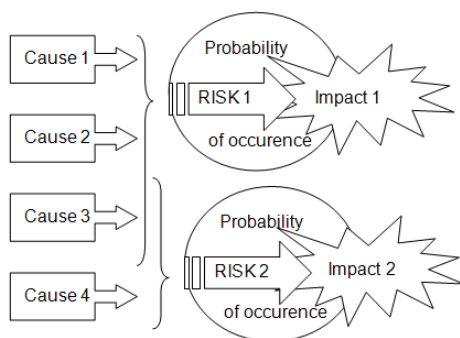 Cause 1
Cause 2
Cause 3
Cause 4
Probability
RISK 1
Impact 1
of occurence
Probability
RISK 2
Impact 2
of occurence